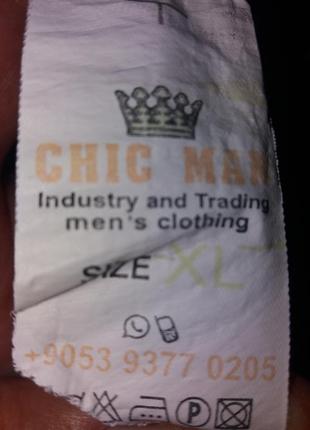 CHIC MAN
Industry and Trading
men's clothing
SIZE XL
+9053 9377 0205
P